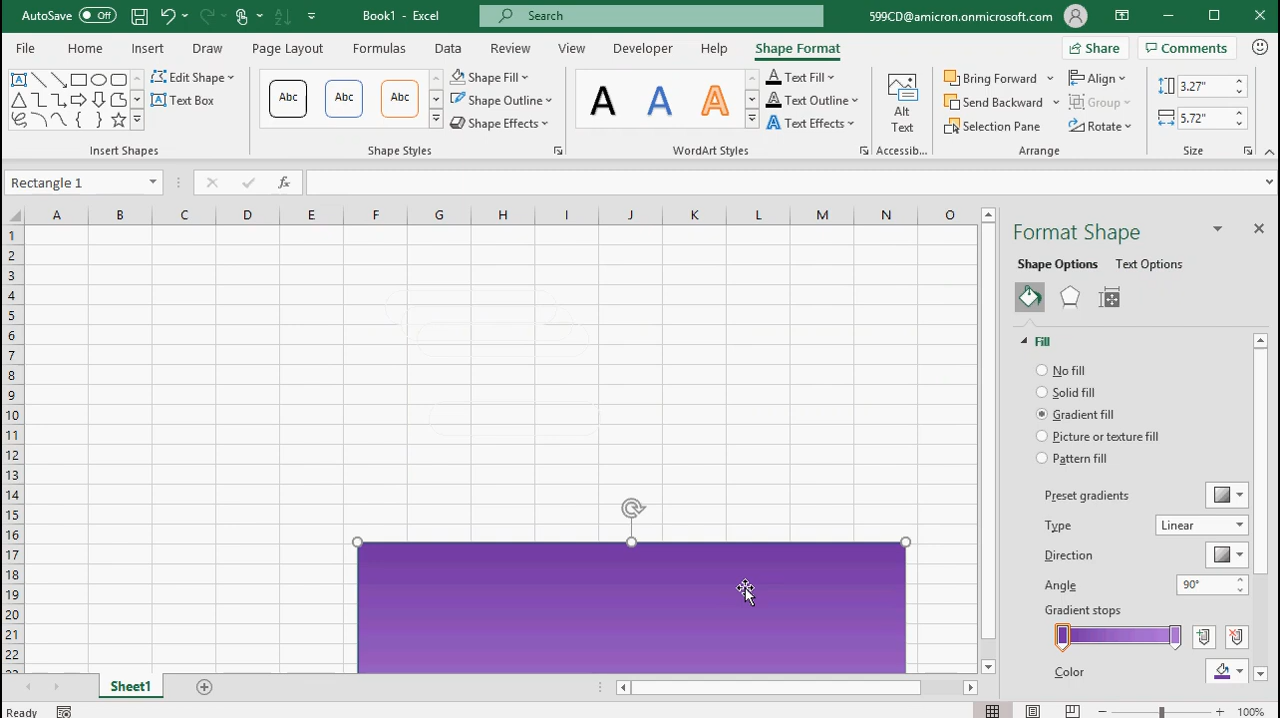 AutoSave Off Book1 - Excel Search 599CD@amicron.onmicrosoft.com
File Home Insert Draw Page Layout Formulas Data Review View Developer Help Shape Format Share Comments
Edit Shape
Text Box
Insert Shapes
Abc Abc Abc
Shape Fill
Shape Outline
Shape Effects
Shape Styles
A A A
Text Fill
Text Outline
Text Effects
WordArt Styles
Alt
Text
Accessib...
Bring Forward
Send Backward
Selection Pane
Align
Group
Rotate
Arrange
3.27"
5.72"
Size
Rectangle 1 fx
A B C D E F G H I J K L M N O
1
2
3
4
5
6
7
8
9
10
11
12
13
14
15
16
17
18
19
20
21
22
23
Format Shape
Shape Options Text Options
Fill
No fill
Solid fill
Gradient fill
Picture or texture fill
Pattern fill
Preset gradients
Type Linear
Direction
Angle 90°
Gradient stops
Color
Sheet1
Ready 100%